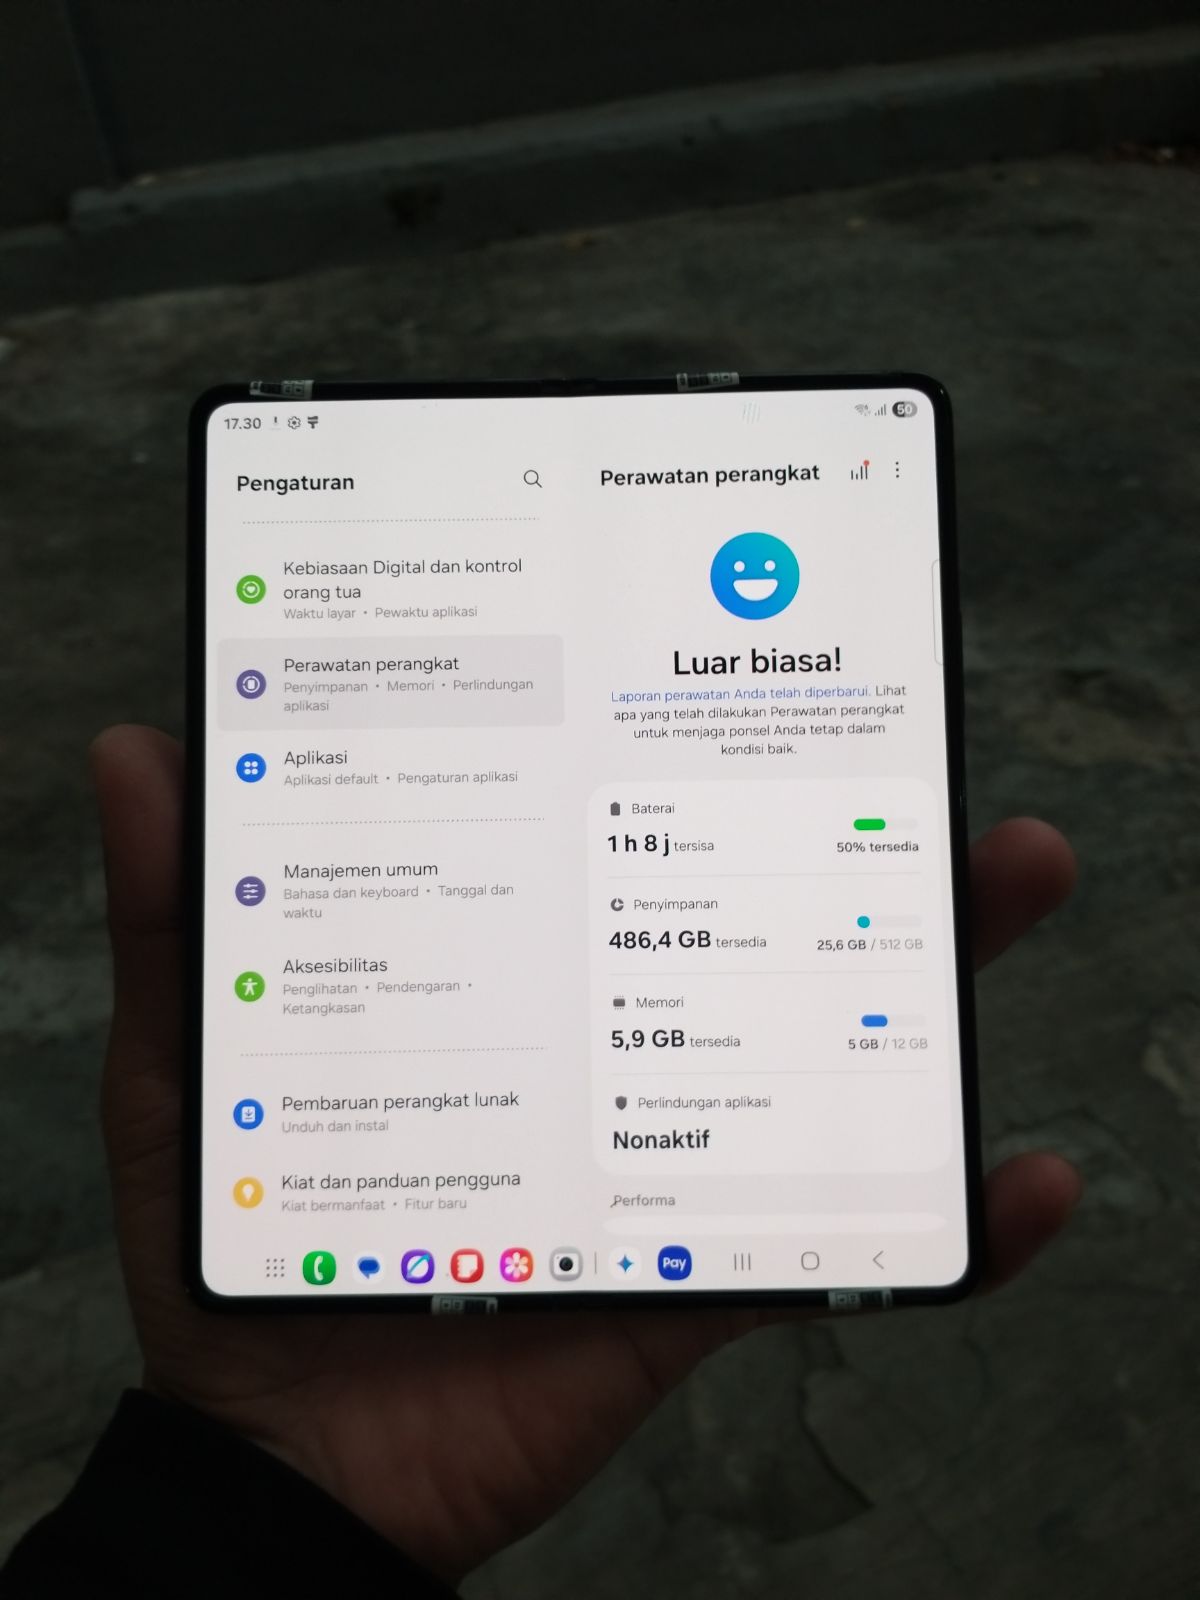 17.30
50
Pengaturan
Kebiasaan Digital dan kontrol
orang tua
Waktu layar • Pewaktu aplikasi
Perawatan perangkat
Penyimpanan • Memori • Perlindungan
aplikasi
Aplikasi
Aplikasi default • Pengaturan aplikasi
Manajemen umum
Bahasa dan keyboard • Tanggal dan
waktu
Aksesibilitas
Penglihatan • Pendengaran •
Ketangkasan
Pembaruan perangkat lunak
Unduh dan instal
Kiat dan panduan pengguna
Kiat bermanfaat • Fitur baru
Perawatan perangkat
Luar biasa!
Laporan perawatan Anda telah diperbarui. Lihat
apa yang telah dilakukan Perawatan perangkat
untuk menjaga ponsel Anda tetap dalam
kondisi baik.
Baterai
1 h 8 j tersisa
50% tersedia
Penyimpanan
486,4 GB tersedia
25,6 GB / 512 GB
Memori
5,9 GB tersedia
5 GB / 12 GB
Perlindungan aplikasi
Nonaktif
Performa
Pay